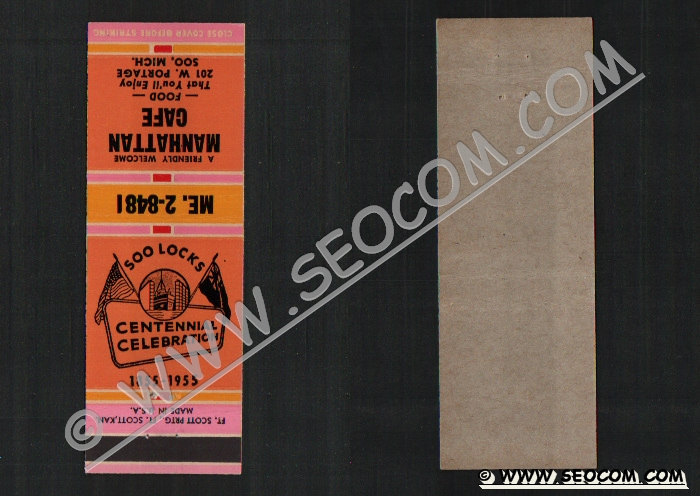 CLOSE COVER BEFORE STRIKING
A FRIENDLY WELCOME
MANHATTAN
CAFE
— FOOD —
That You'll Enjoy
201 W. PORTAGE
SOO, MICH.
ME. 2-8481
SOO LOCKS
CENTENNIAL
CELEBRATION
1855-1955
FT. SCOTT PRTG., FT. SCOTT, KAN.
MADE IN U.S.A.
© WWW.SEOCOM.COM
© WWW.SEOCOM.COM